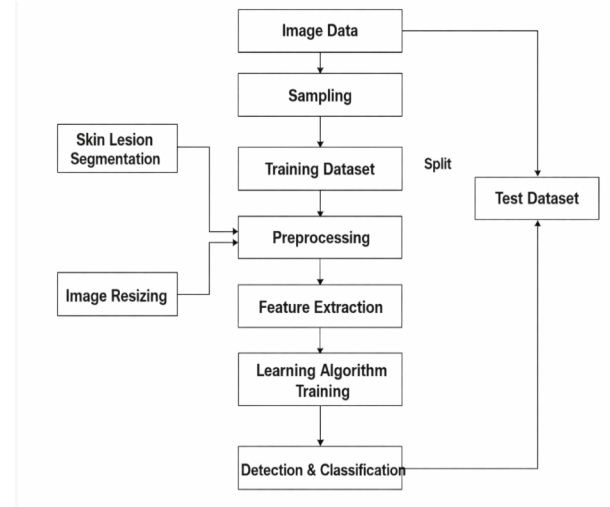 Image Data
Sampling
Skin Lesion
Segmentation
Training Dataset
Split
Test Dataset
Preprocessing
Image Resizing
Feature Extraction
Learning Algorithm
Training
Detection & Classification